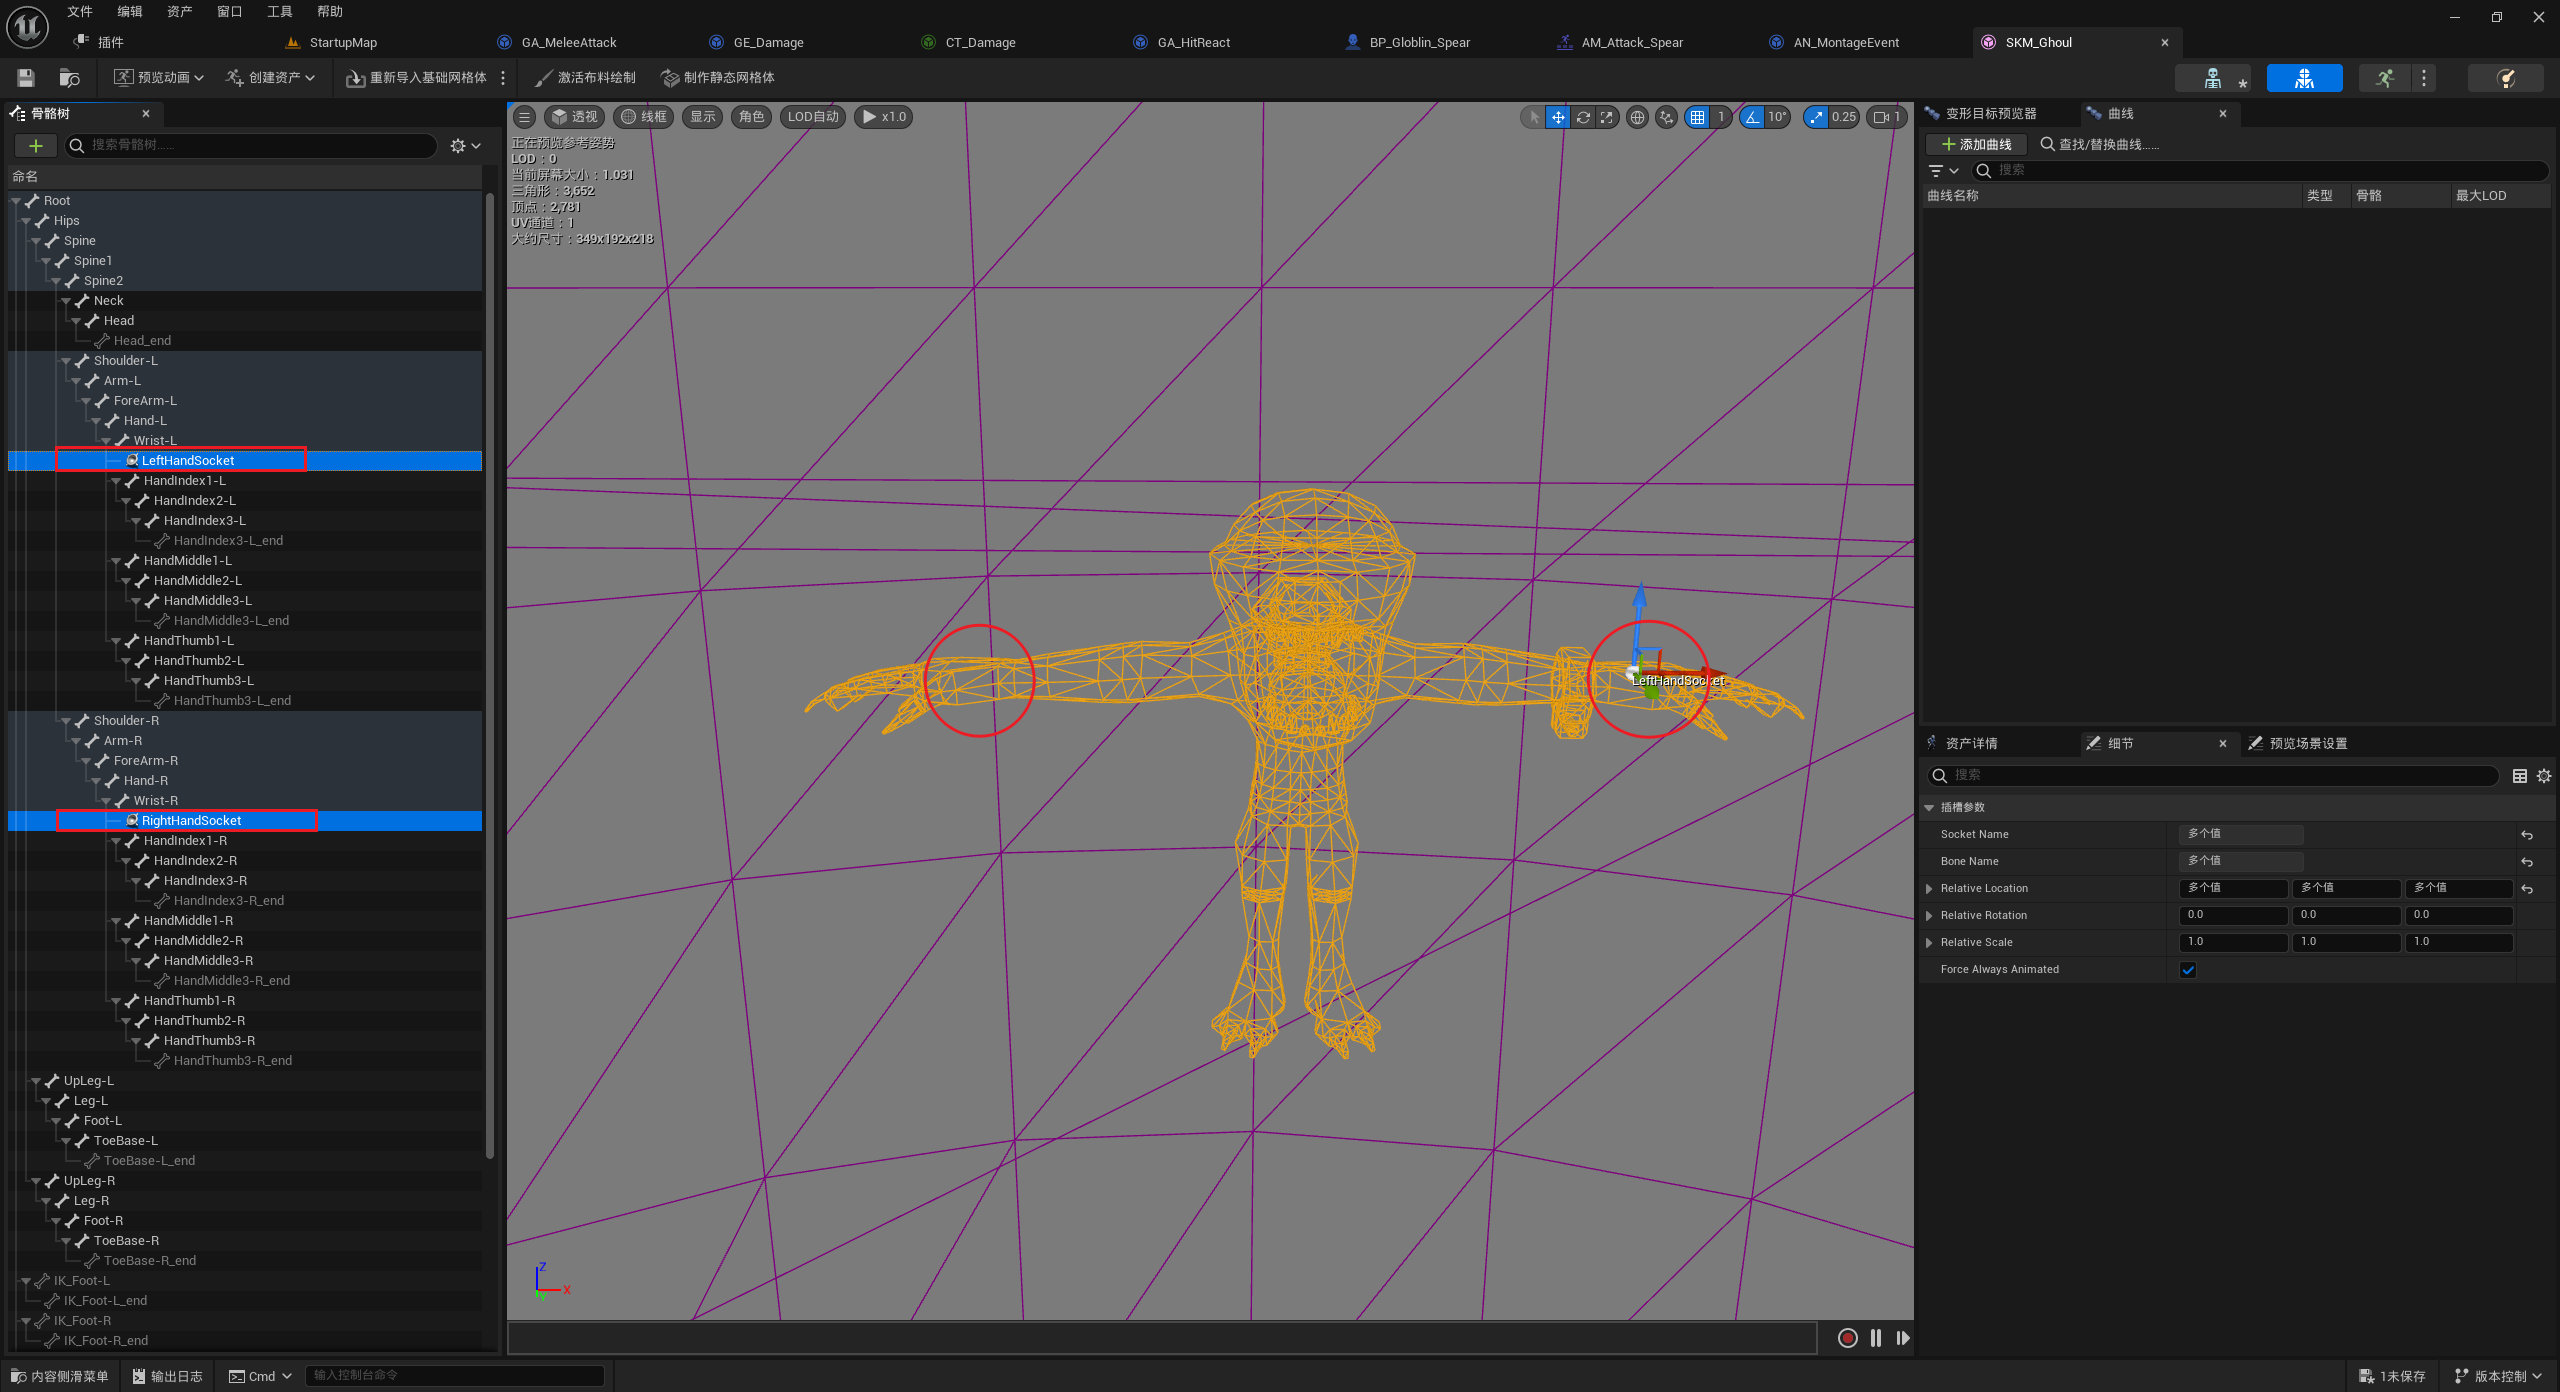 文件 编辑 资产 窗口 工具 帮助
插件 StartupMap GA_MeleeAttack GE_Damage CT_Damage GA_HitReact BP_Globlin_Spear AM_Attack_Spear AN_MontageEvent SKM_Ghoul
预览动画 创建资产 重新导入基础网格体 激活布料绘制 制作静态网格体
骨骼树
搜索骨骼树......
命名
Root
Hips
Spine
Spine1
Spine2
Neck
Head
Head_end
Shoulder-L
Arm-L
ForeArm-L
Hand-L
Wrist-L
LeftHandSocket
HandIndex1-L
HandIndex2-L
HandIndex3-L
HandIndex3-L_end
HandMiddle1-L
HandMiddle2-L
HandMiddle3-L
HandMiddle3-L_end
HandThumb1-L
HandThumb2-L
HandThumb3-L
HandThumb3-L_end
Shoulder-R
Arm-R
ForeArm-R
Hand-R
Wrist-R
RightHandSocket
HandIndex1-R
HandIndex2-R
HandIndex3-R
HandIndex3-R_end
HandMiddle1-R
HandMiddle2-R
HandMiddle3-R
HandMiddle3-R_end
HandThumb1-R
HandThumb2-R
HandThumb3-R
HandThumb3-R_end
UpLeg-L
Leg-L
Foot-L
ToeBase-L
ToeBase-L_end
UpLeg-R
Leg-R
Foot-R
ToeBase-R
ToeBase-R_end
IK_Foot-L
IK_Foot-L_end
IK_Foot-R
IK_Foot-R_end
透视 线框 显示 角色 LOD自动 x1.0 1 10° 0.25 1
正在预览参考姿势
LOD：0
当前屏幕大小：1.031
三角形：3,652
顶点：2,781
UV通道：1
大约尺寸：349x192x218
LeftHandSocket
Z
X
Y
变形目标预览器 曲线
添加曲线 查找/替换曲线......
搜索
曲线名称 类型 骨骼 最大LOD
资产详情 细节 预览场景设置
搜索
插槽参数
Socket Name 多个值
Bone Name 多个值
Relative Location 多个值 多个值 多个值
Relative Rotation 0.0 0.0 0.0
Relative Scale 1.0 1.0 1.0
Force Always Animated
内容侧滑菜单 输出日志 Cmd 输入控制台命令 1未保存 版本控制